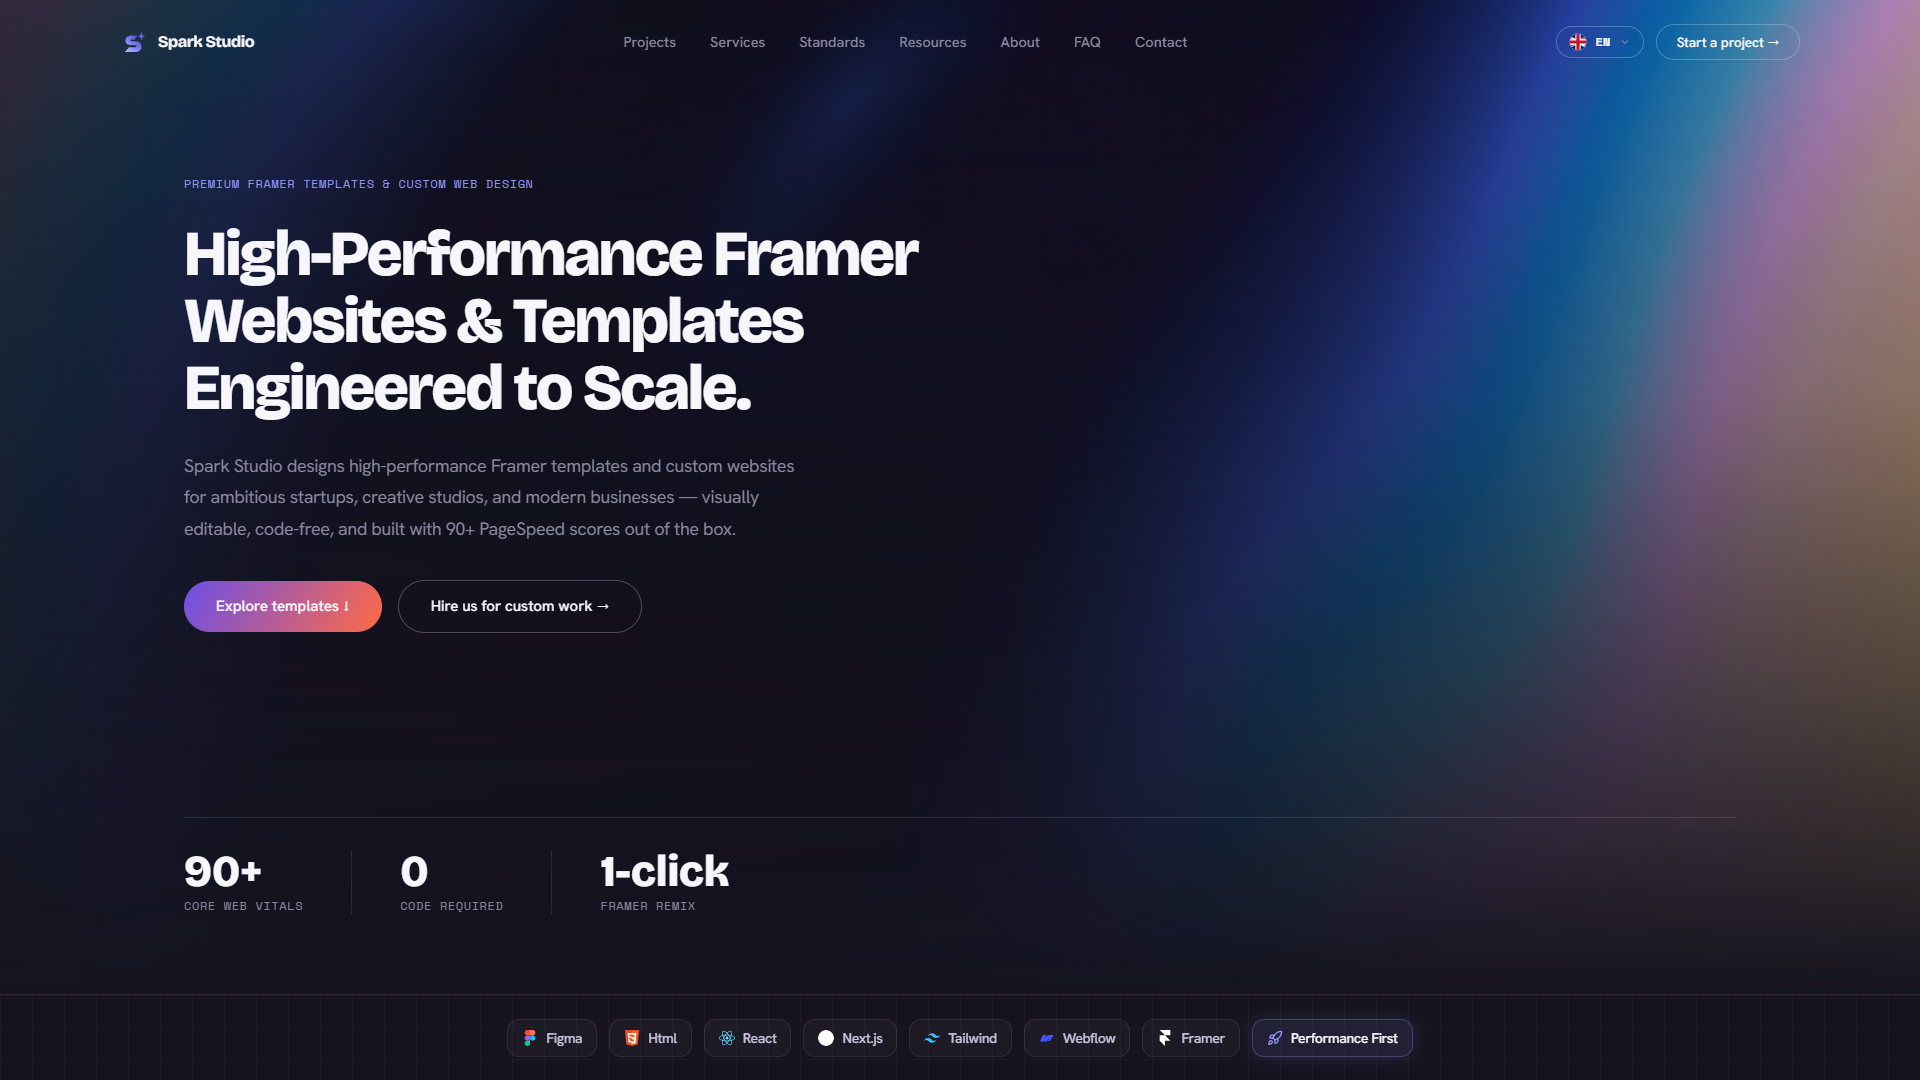 Spark Studio
Projects
Services
Standards
Resources
About
FAQ
Contact
EN
Start a project →
PREMIUM FRAMER TEMPLATES & CUSTOM WEB DESIGN
High-Performance Framer
Websites & Templates
Engineered to Scale.
Spark Studio designs high-performance Framer templates and custom websites
for ambitious startups, creative studios, and modern businesses — visually
editable, code-free, and built with 90+ PageSpeed scores out of the box.
Explore templates ↓
Hire us for custom work →
90+
CORE WEB VITALS
0
CODE REQUIRED
1-click
FRAMER REMIX
Figma
Html
React
Next.js
Tailwind
Webflow
Framer
Performance First